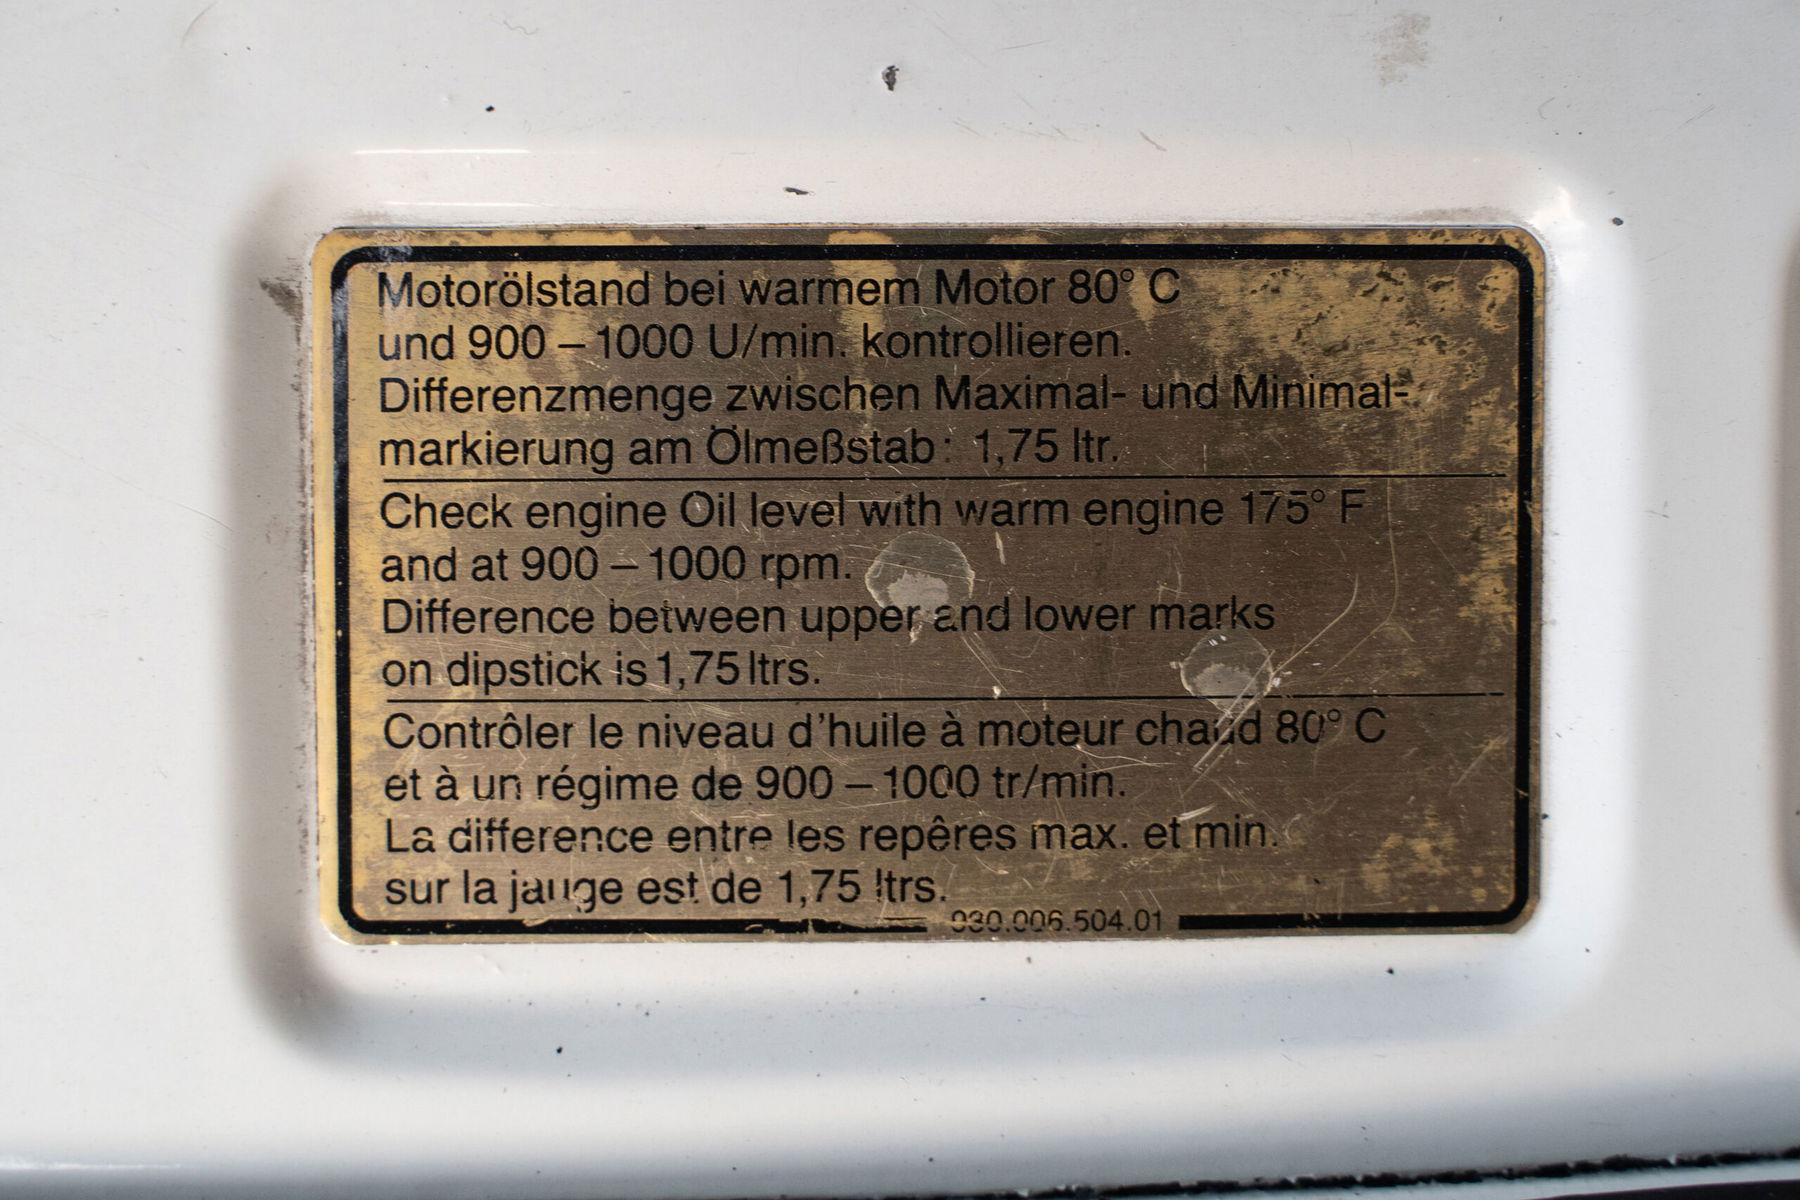 Motorölstand bei warmem Motor 80° C
und 900 – 1000 U/min. kontrollieren.
Differenzmenge zwischen Maximal- und Minimal-
markierung am Ölmeßstab: 1,75 ltr.
Check engine Oil level with warm engine 175° F
and at 900 – 1000 rpm.
Difference between upper and lower marks
on dipstick is 1,75 ltrs.
Contrôler le niveau d'huile à moteur chaud 80° C
et à un régime de 900 – 1000 tr/min.
La difference entre les repêres max. et min.
sur la jauge est de 1,75 ltrs.
930.006.504.01